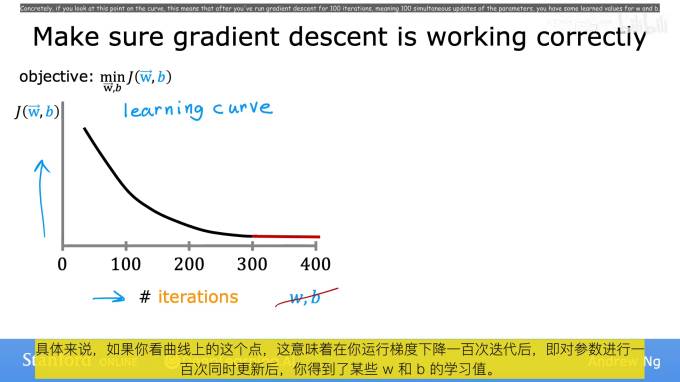 Concretely, if you look at this point on the curve, this means that after you've run gradient descent for 100 iterations, meaning 100 simultaneous updates of the parameters, you have some learned values for w and b.
Make sure gradient descent is working correctly
objective: min J(w, b)
w,b
J(w, b)
learning curve
0 100 200 300 400
# iterations
w, b
具体来说，如果你看曲线上的这个点，这意味着在你运行梯度下降一百次迭代后，即对参数进行一
百次同时更新后，你得到了某些 w 和 b 的学习值。
ONLINE
Ng